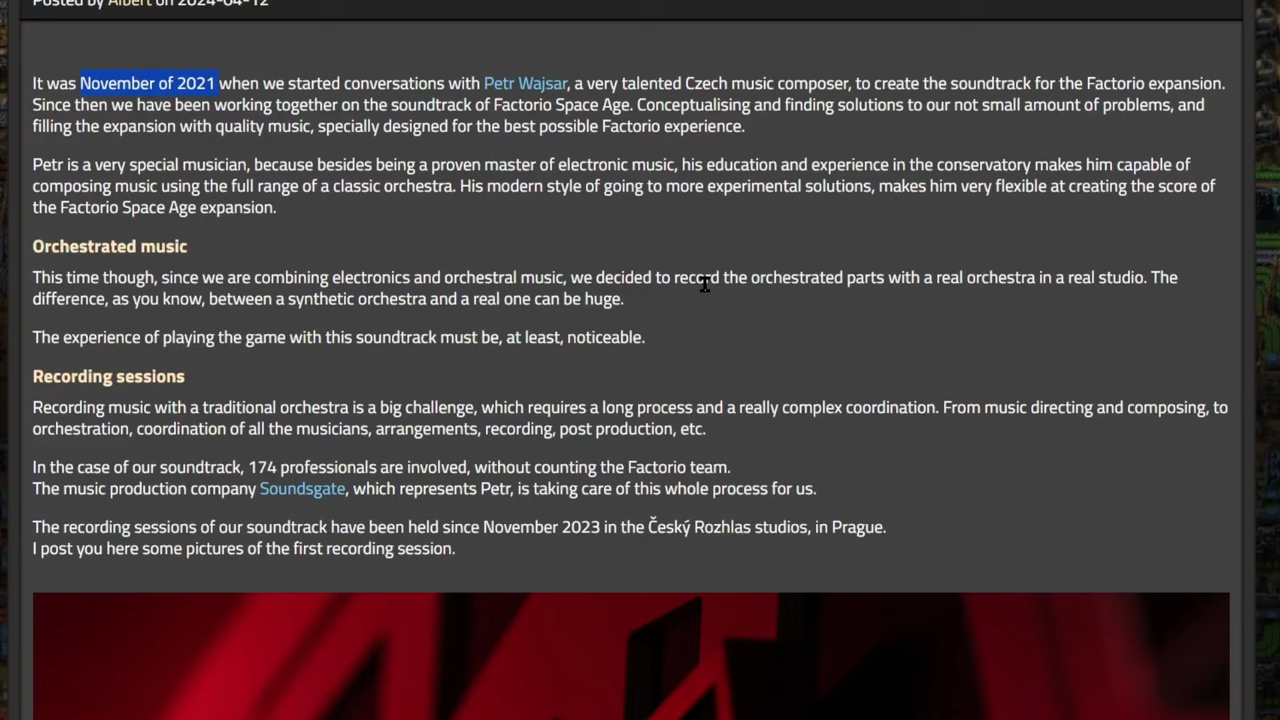 Posted by Albert on 2024-04-12
It was November of 2021 when we started conversations with Petr Wajsar, a very talented Czech music composer, to create the soundtrack for the Factorio expansion.
Since then we have been working together on the soundtrack of Factorio Space Age. Conceptualising and finding solutions to our not small amount of problems, and
filling the expansion with quality music, specially designed for the best possible Factorio experience.
Petr is a very special musician, because besides being a proven master of electronic music, his education and experience in the conservatory makes him capable of
composing music using the full range of a classic orchestra. His modern style of going to more experimental solutions, makes him very flexible at creating the score of
the Factorio Space Age expansion.
Orchestrated music
This time though, since we are combining electronics and orchestral music, we decided to record the orchestrated parts with a real orchestra in a real studio. The
difference, as you know, between a synthetic orchestra and a real one can be huge.
The experience of playing the game with this soundtrack must be, at least, noticeable.
Recording sessions
Recording music with a traditional orchestra is a big challenge, which requires a long process and a really complex coordination. From music directing and composing, to
orchestration, coordination of all the musicians, arrangements, recording, post production, etc.
In the case of our soundtrack, 174 professionals are involved, without counting the Factorio team.
The music production company Soundsgate, which represents Petr, is taking care of this whole process for us.
The recording sessions of our soundtrack have been held since November 2023 in the Český Rozhlas studios, in Prague.
I post you here some pictures of the first recording session.